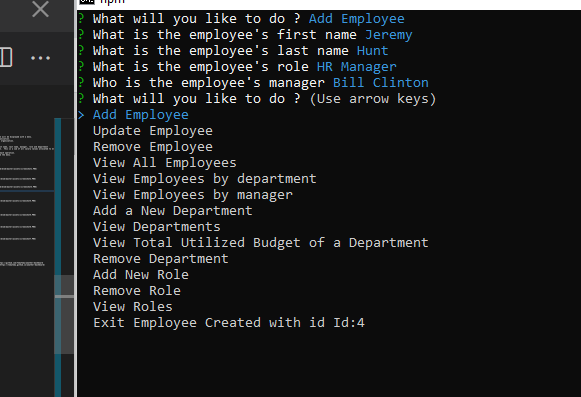 npm
? What will you like to do ? Add Employee
? What is the employee's first name Jeremy
? What is the employee's last name Hunt
? What is the employee's role HR Manager
? Who is the employee's manager Bill Clinton
? What will you like to do ? (Use arrow keys)
> Add Employee
Update Employee
Remove Employee
View All Employees
View Employees by department
View Employees by manager
Add a New Department
View Departments
View Total Utilized Budget of a Department
Remove Department
Add New Role
Remove Role
View Roles
Exit Employee Created with id Id:4